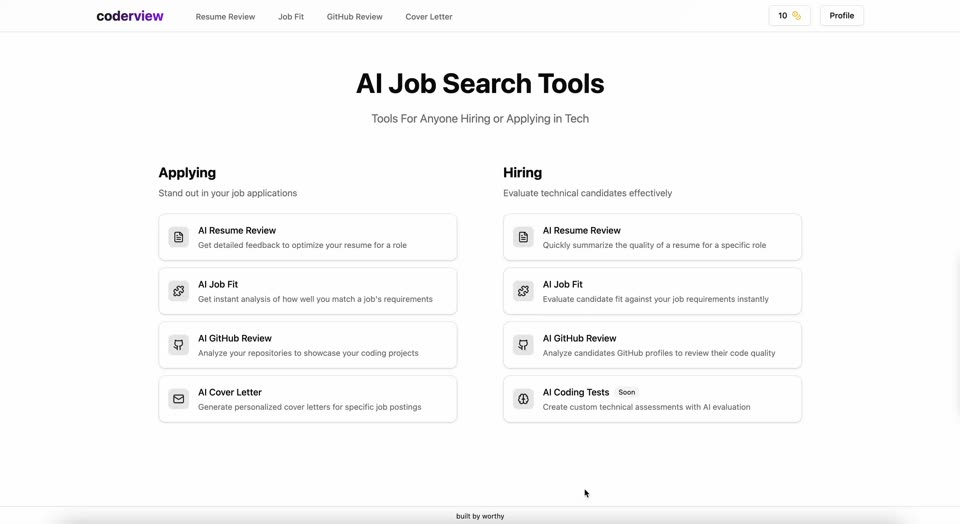 coderview
Resume Review
Job Fit
GitHub Review
Cover Letter
10
Profile
AI Job Search Tools
Tools For Anyone Hiring or Applying in Tech
Applying
Stand out in your job applications
AI Resume Review
Get detailed feedback to optimize your resume for a role
AI Job Fit
Get instant analysis of how well you match a job's requirements
AI GitHub Review
Analyze your repositories to showcase your coding projects
AI Cover Letter
Generate personalized cover letters for specific job postings
Hiring
Evaluate technical candidates effectively
AI Resume Review
Quickly summarize the quality of a resume for a specific role
AI Job Fit
Evaluate candidate fit against your job requirements instantly
AI GitHub Review
Analyze candidates GitHub profiles to review their code quality
AI Coding Tests Soon
Create custom technical assessments with AI evaluation
built by worthy